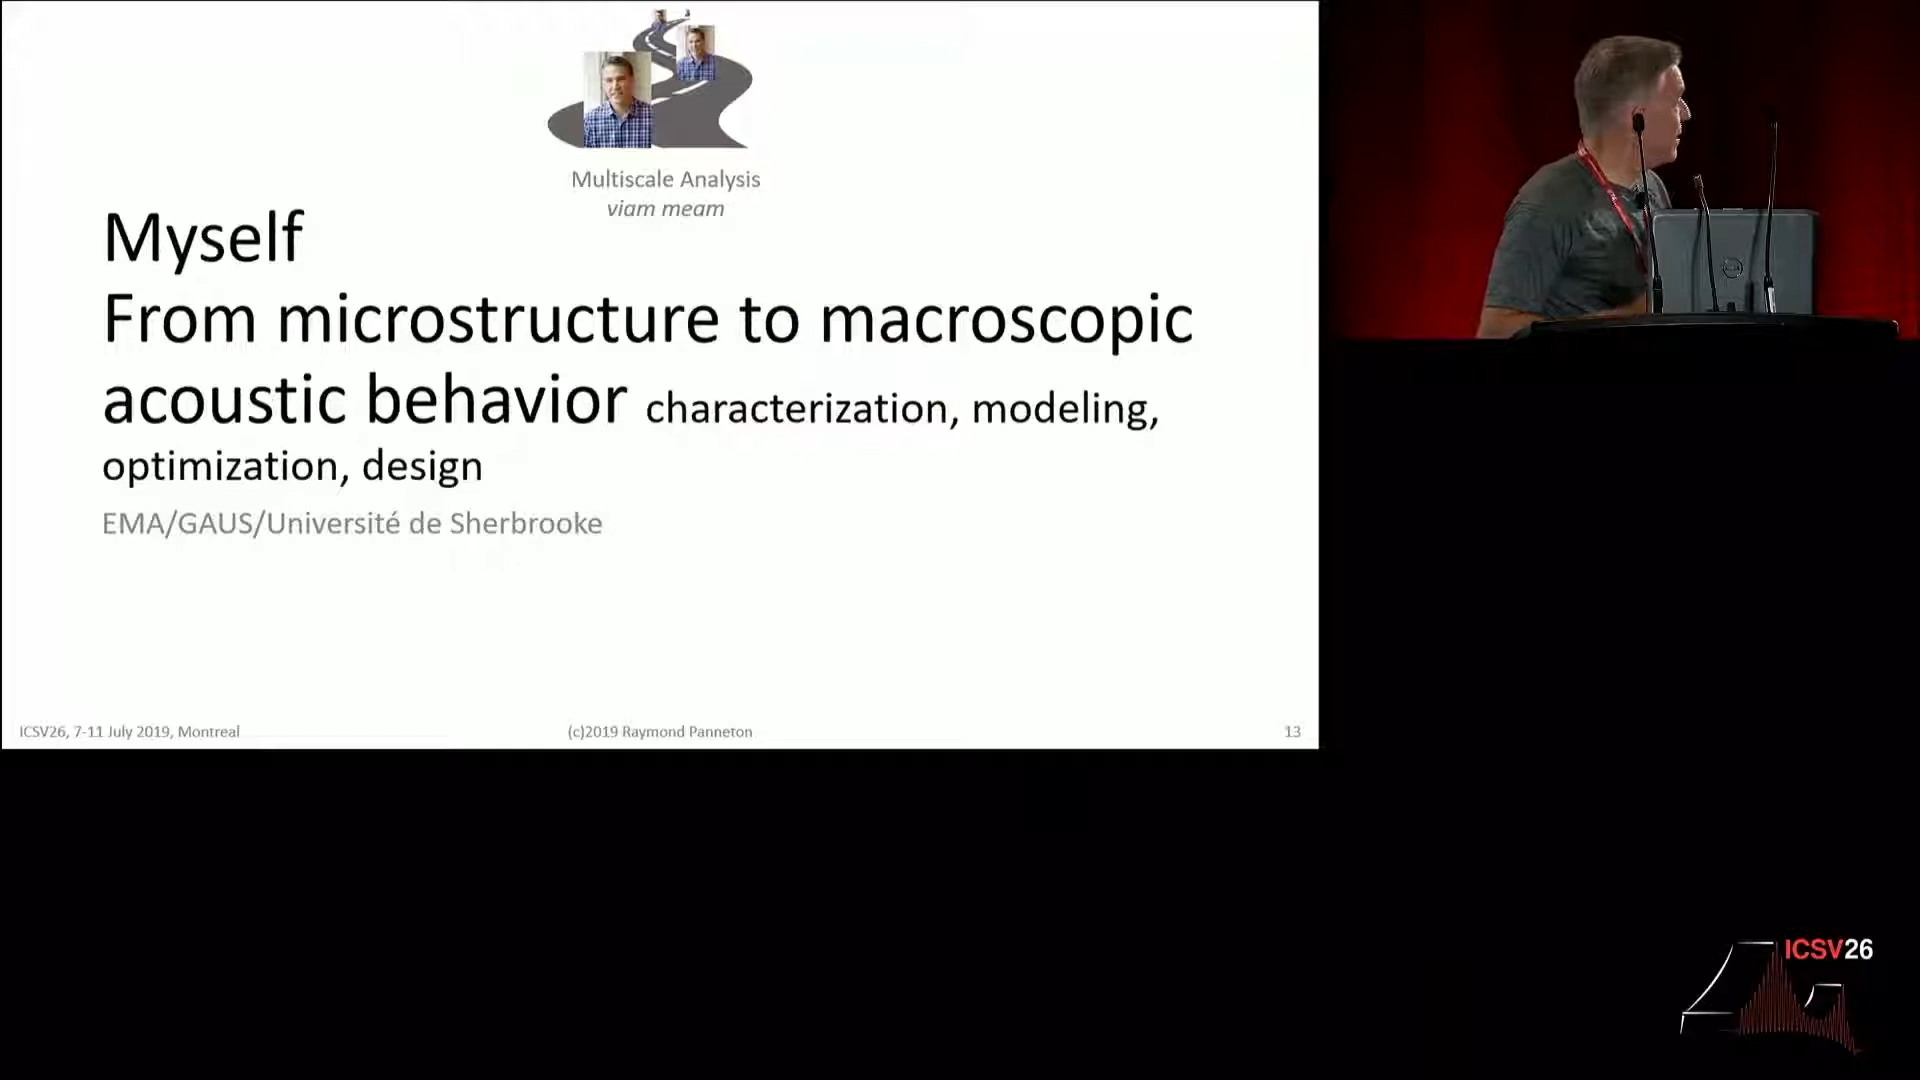 Multiscale Analysis
viam meam
Myself
From microstructure to macroscopic
acoustic behavior characterization, modeling,
optimization, design
EMA/GAUS/Université de Sherbrooke
ICSV26, 7-11 July 2019, Montreal
(c)2019 Raymond Panneton
13
ICSV26